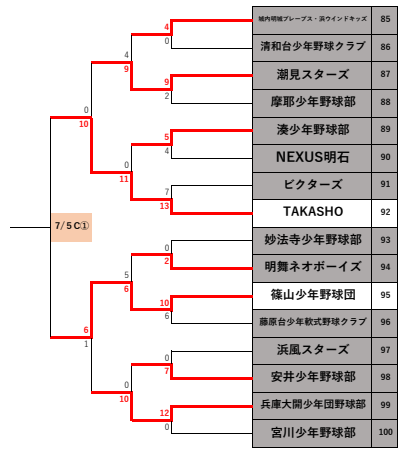 城内明城ブレーブス・浜ウインドキッズ 85
清和台少年野球クラブ 86
潮見スターズ 87
摩耶少年野球部 88
湊少年野球部 89
NEXUS明石 90
ビクターズ 91
TAKASHO 92
妙法寺少年野球部 93
明舞ネオボーイズ 94
篠山少年野球団 95
藤原台少年軟式野球クラブ 96
浜風スターズ 97
安井少年野球部 98
兵庫大開少年団野球部 99
宮川少年野球部 100
4
0
9
2
5
4
7
13
0
2
10
6
0
7
12
0
4
9
0
11
5
6
0
10
0
10
6
1
7/5C①